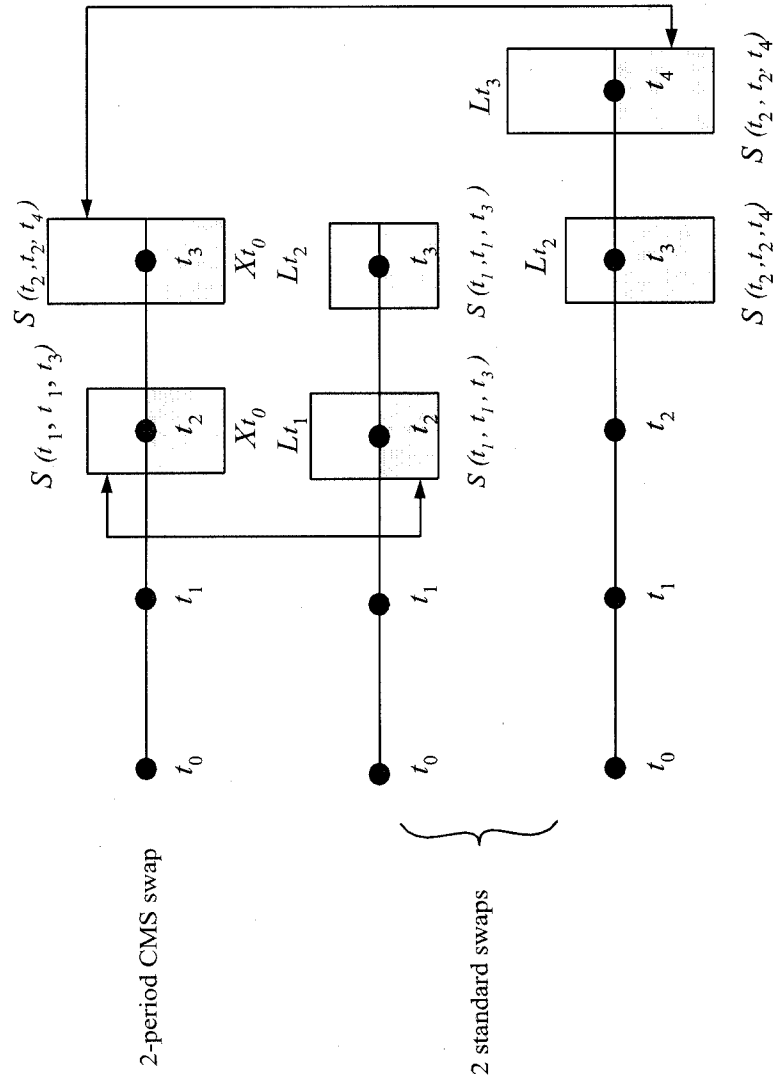 2-period CMS swap
S (t₁, t₁, t₃)
S (t₂, t₂, t₄)
t₀
t₁
t₂
t₃
Xt₀
Xt₀
2 standard swaps
Lt₁
Lt₂
t₀
t₁
t₂
t₃
S (t₁, t₁, t₃)
S (t₁, t₁, t₃)
Lt₂
Lt₃
t₀
t₁
t₂
t₃
t₄
S (t₂, t₂, t₄)
S (t₂, t₂, t₄)